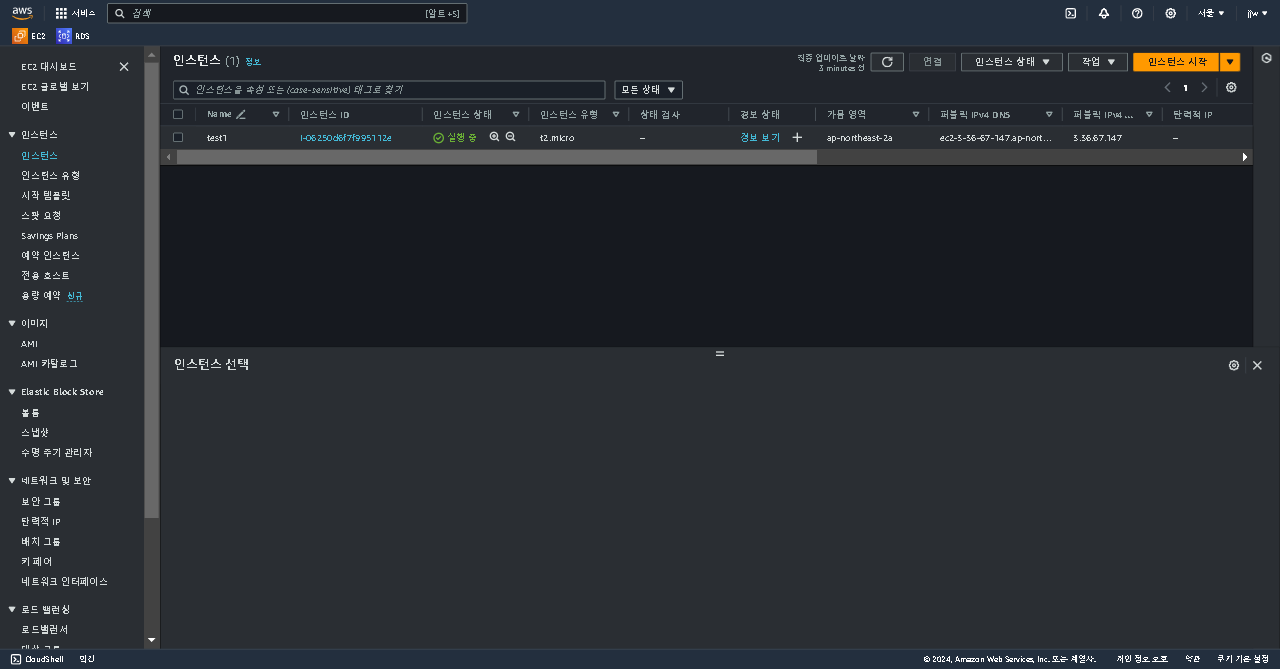 aws
서비스
검색
[알트+S]
서울
jjw
EC2
RDS
EC2 대시보드
EC2 글로벌 보기
이벤트
인스턴스
인스턴스
인스턴스 유형
시작 템플릿
스팟 요청
Savings Plans
예약 인스턴스
전용 호스트
용량 예약 신규
이미지
AMI
AMI 카탈로그
Elastic Block Store
볼륨
스냅샷
수명 주기 관리자
네트워크 및 보안
보안 그룹
탄력적 IP
배치 그룹
키 페어
네트워크 인터페이스
로드 밸런싱
로드밸런서
대상 그룹
인스턴스 (1) 정보
최종 업데이트 날짜
3 minutes 전
연결
인스턴스 상태
작업
인스턴스 시작
인스턴스을 속성 또는 (case-sensitive) 태그로 찾기
모든 상태
1
Name 인스턴스 ID 인스턴스 상태 인스턴스 유형 상태 검사 경보 상태 가용 영역 퍼블릭 IPv4 DNS 퍼블릭 IPv4 ... 탄력적 IP
test1 i-06250d6f7f995112e 실행 중 t2.micro – 경보 보기 + ap-northeast-2a ec2-3-36-67-147.ap-nort... 3.36.67.147 –
인스턴스 선택
CloudShell
의견
© 2024, Amazon Web Services, Inc. 또는 계열사.
개인 정보 보호
약관
쿠키 기본 설정